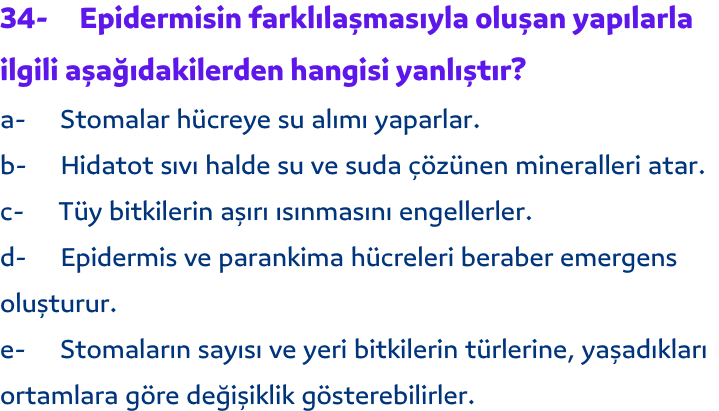 34- Epidermisin farklılaşmasıyla oluşan yapılarla
ilgili aşağıdakilerden hangisi yanlıştır?
a- Stomalar hücreye su alımı yaparlar.
b- Hidatot sıvı halde su ve suda çözünen mineralleri atar.
c- Tüy bitkilerin aşırı ısınmasını engellerler.
d- Epidermis ve parankima hücreleri beraber emergens
oluşturur.
e- Stomaların sayısı ve yeri bitkilerin türlerine, yaşadıkları
ortamlara göre değişiklik gösterebilirler.